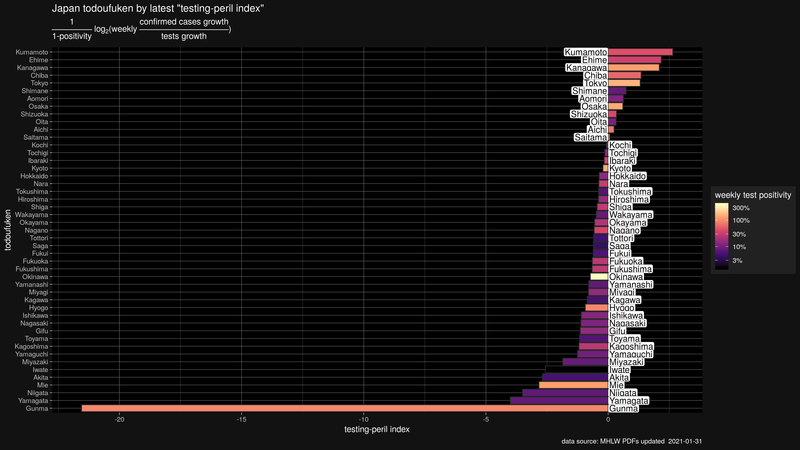 Japan todoufuken by latest "testing-peril index"
1 confirmed cases growth
log2(weekly )
1-positivity tests growth
Kumamoto Kumamoto
Ehime Ehime
Kanagawa Kanagawa
Chiba Chiba
Tokyo Tokyo
Shimane Shimane
Aomori Aomori
Osaka Osaka
Shizuoka Shizuoka
Oita Oita
Aichi Aichi
Saitama Saitama
Kochi Kochi
Tochigi Tochigi
Ibaraki Ibaraki
Kyoto Kyoto
Hokkaido Hokkaido
Nara Nara
Tokushima Tokushima
Hiroshima Hiroshima
Shiga Shiga
Wakayama Wakayama
Okayama Okayama
Nagano Nagano
Tottori Tottori
Saga Saga
Fukui Fukui
Fukuoka Fukuoka
Fukushima Fukushima
Okinawa Okinawa
Yamanashi Yamanashi
Miyagi Miyagi
Kagawa Kagawa
Hyogo Hyogo
Ishikawa Ishikawa
Nagasaki Nagasaki
Gifu Gifu
Toyama Toyama
Kagoshima Kagoshima
Yamaguchi Yamaguchi
Miyazaki Miyazaki
Iwate Iwate
Akita Akita
Mie Mie
Niigata Niigata
Yamagata Yamagata
Gunma Gunma
todoufuken
-20 -15 -10 -5 0
testing-peril index
weekly test positivity
300%
100%
30%
10%
3%
data source: MHLW PDFs updated 2021-01-31